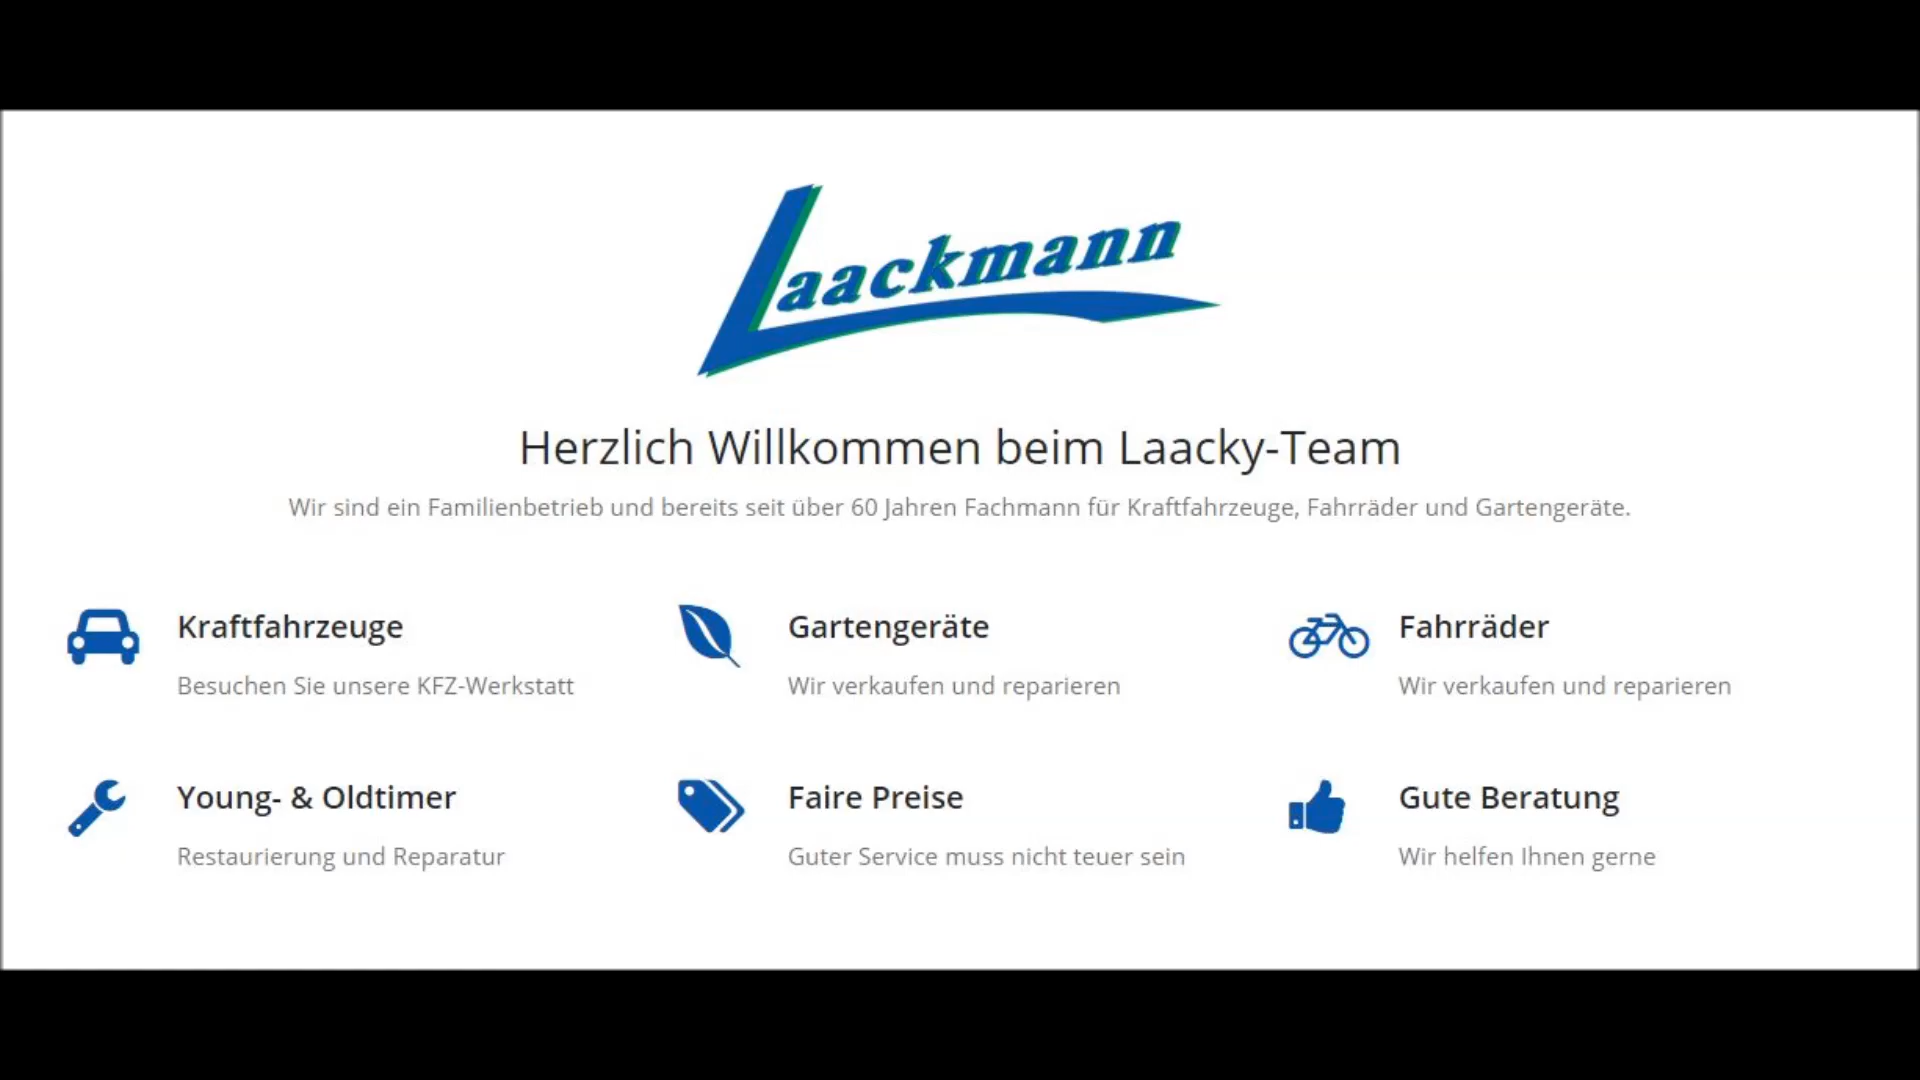 Laackmann
Herzlich Willkommen beim Laacky-Team
Wir sind ein Familienbetrieb und bereits seit über 60 Jahren Fachmann für Kraftfahrzeuge, Fahrräder und Gartengeräte.
Kraftfahrzeuge
Besuchen Sie unsere KFZ-Werkstatt
Gartengeräte
Wir verkaufen und reparieren
Fahrräder
Wir verkaufen und reparieren
Young- & Oldtimer
Restaurierung und Reparatur
Faire Preise
Guter Service muss nicht teuer sein
Gute Beratung
Wir helfen Ihnen gerne